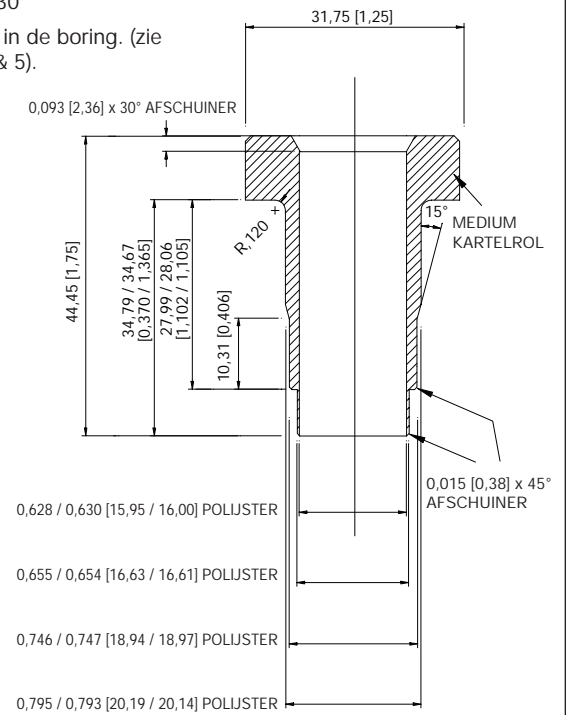 30°
in de boring. (zie
& 5).
31,75 [1,25]
0,093 [2,36] x 30° AFSCHUINER
15°
MEDIUM
KARTELROL
R,120
44,45 [1,75]
34,79 / 34,67
[0,370 / 1,365]
27,99 / 28,06
[1,102 / 1,105]
10,31 [0,406]
0,015 [0,38] x 45°
AFSCHUINER
0,628 / 0,630 [15,95 / 16,00] POLIJSTER
0,655 / 0,654 [16,63 / 16,61] POLIJSTER
0,746 / 0,747 [18,94 / 18,97] POLIJSTER
0,795 / 0,793 [20,19 / 20,14] POLIJSTER